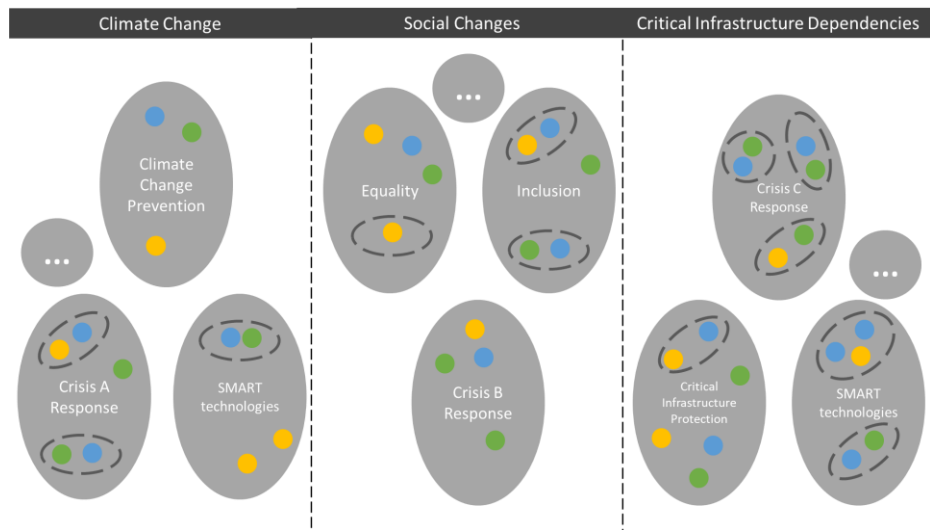 Climate Change
Social Changes
Critical Infrastructure Dependencies
Climate
Change
Prevention
...
Crisis A
Response
SMART
technologies
...
Equality
Inclusion
Crisis B
Response
Crisis C
Response
...
Critical
Infrastructure
Protection
SMART
technologies